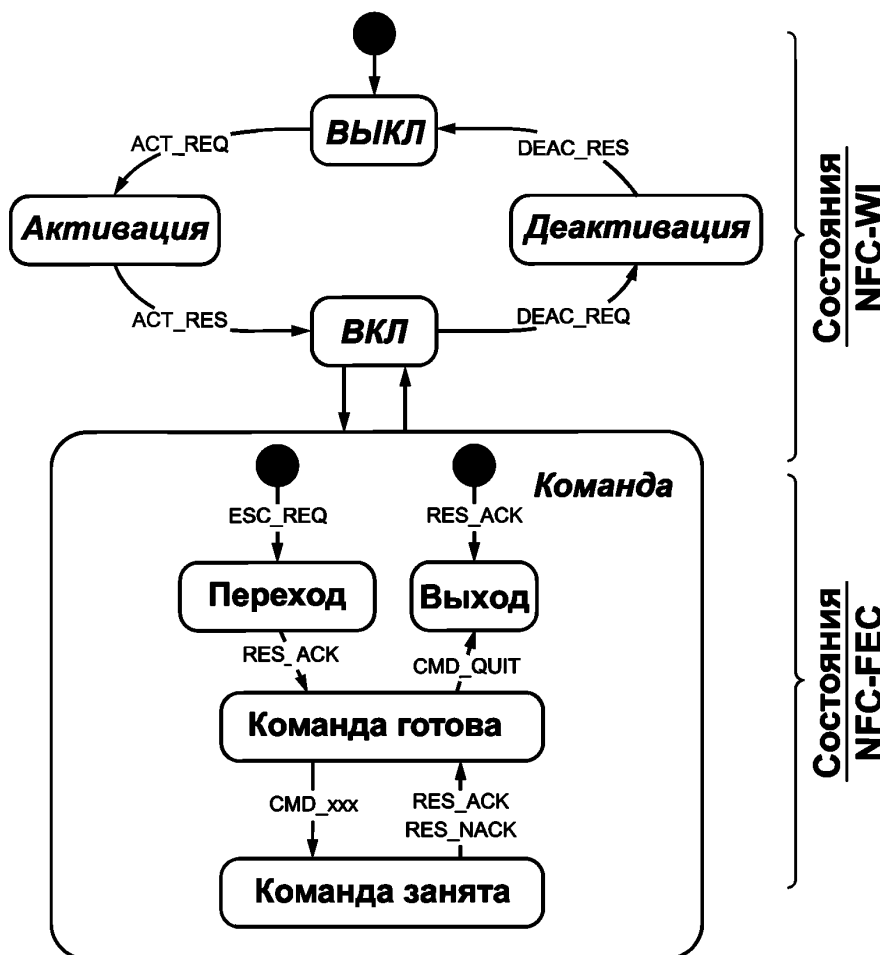 ВЫКЛ
ACT_REQ
DEAC_RES
Активация
Деактивация
ACT_RES
ВКЛ
DEAC_REQ
Состояния
NFC-WI
Команда
ESC_REQ
RES_ACK
Переход
Выход
RES_ACK
CMD_QUIT
Команда готова
CMD_xxx
RES_ACK
RES_NACK
Команда занята
Состояния
NFC-FEC